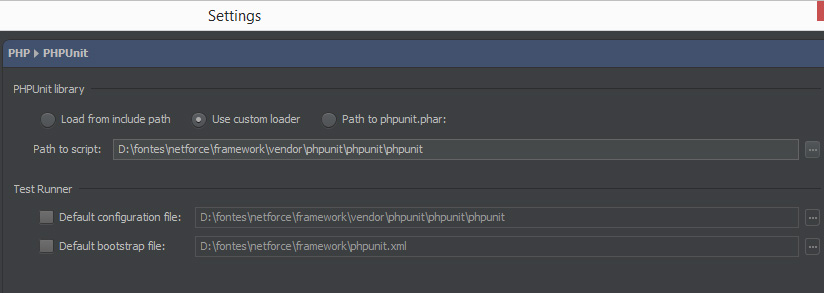 Settings
PHP ▸ PHPUnit
PHPUnit library
Load from include path Use custom loader Path to phpunit.phar:
Path to script: D:\fontes\netforce\framework\vendor\phpunit\phpunit\phpunit ...
Test Runner
Default configuration file: D:\fontes\netforce\framework\vendor\phpunit\phpunit\phpunit ...
Default bootstrap file: D:\fontes\netforce\framework\phpunit.xml ...